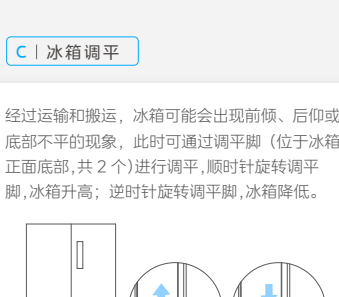 C | 冰箱调平
经过运输和搬运，冰箱可能会出现前倾、后仰或
底部不平的现象，此时可通过调平脚（位于冰箱
正面底部,共 2 个)进行调平,顺时针旋转调平
脚,冰箱升高；逆时针旋转调平脚,冰箱降低。